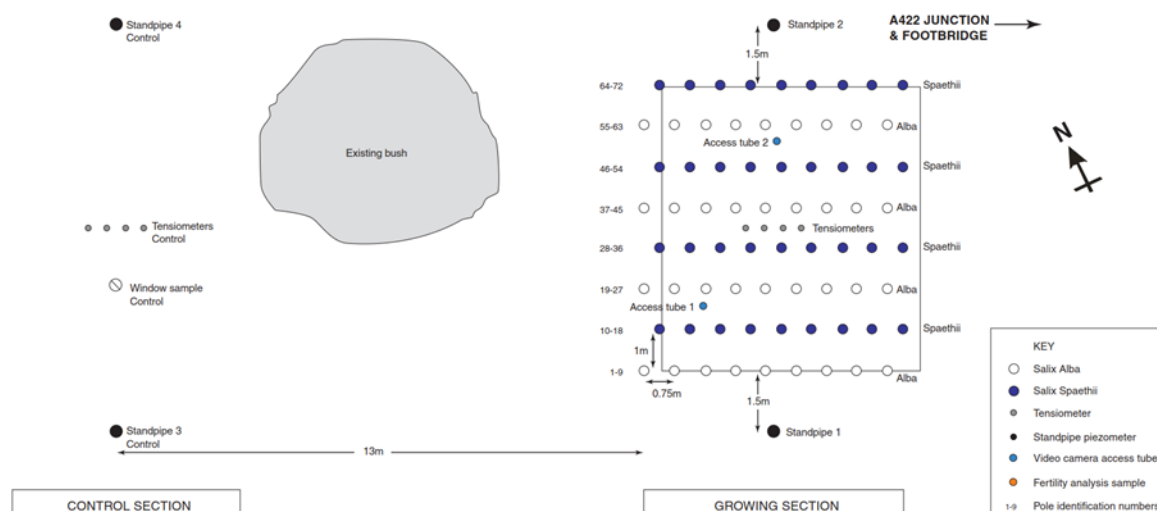 Standpipe 4
Control
Standpipe 2
A422 JUNCTION
& FOOTBRIDGE
1.5m
64-72
Spaethii
55-63
Alba
Access tube 2
N
Existing bush
46-54
Spaethii
37-45
Alba
Tensiometers
Control
Tensiometers
28-36
Spaethii
Window sample
Control
19-27
Alba
Access tube 1
10-18
Spaethii
1m
1-9
Alba
0.75m
1.5m
Standpipe 3
Control
Standpipe 1
13m
KEY
Salix Alba
Salix Spaethii
Tensiometer
Standpipe piezometer
Video camera access tube
Fertility analysis sample
1-9 Pole identification numbers
CONTROL SECTION
GROWING SECTION